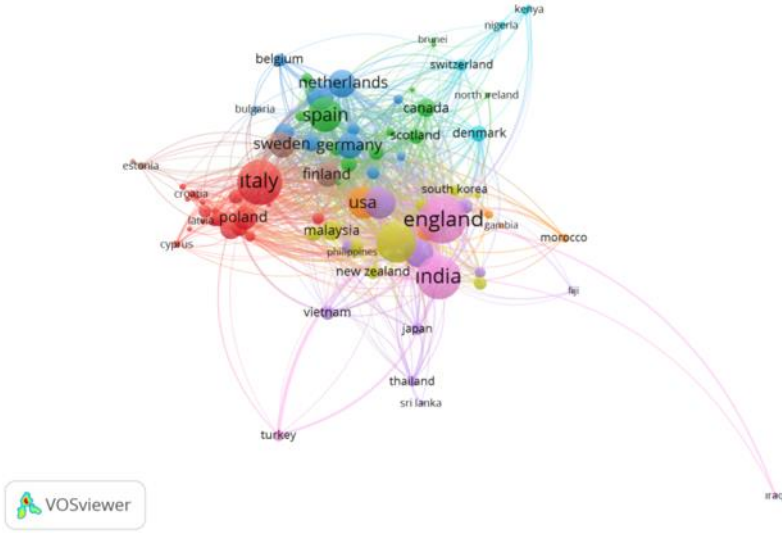 kenya
nigeria
brunei
belgium
switzerland
netherlands
north ireland
bulgaria
canada
spain
scotland
denmark
sweden
germany
estonia
finland
italy
south korea
croatia
usa
england
latvia
poland
gambia
malaysia
morocco
cyprus
philippines
new zealand
india
fiji
vietnam
japan
thailand
sri lanka
turkey
iraq
VOSviewer